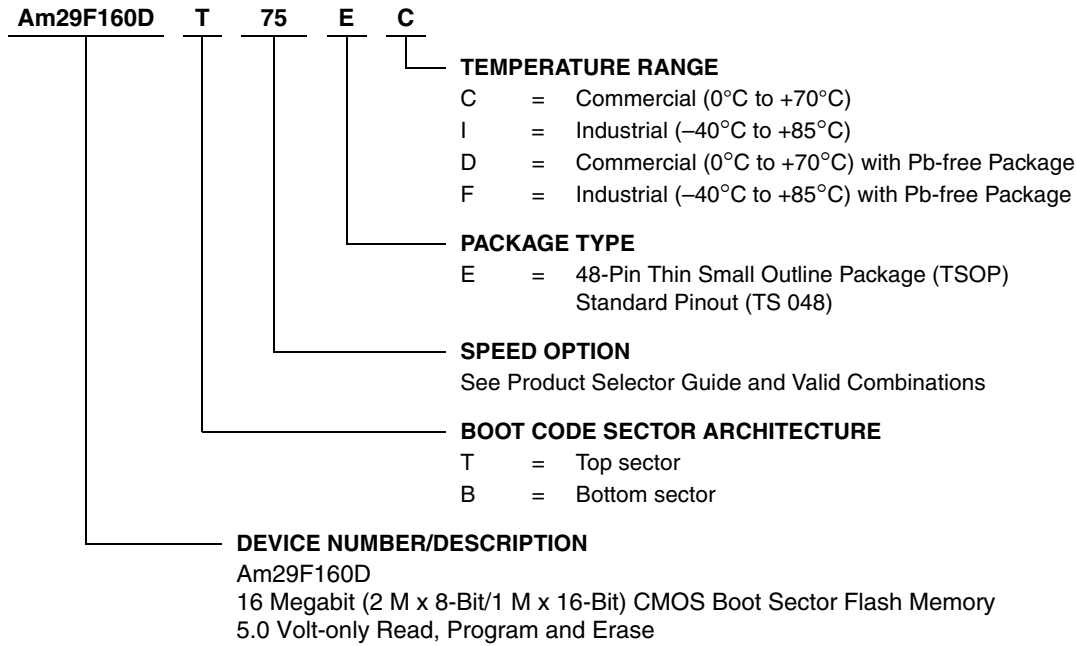 Am29F160D T 75 E C
TEMPERATURE RANGE
C = Commercial (0°C to +70°C)
I = Industrial (–40°C to +85°C)
D = Commercial (0°C to +70°C) with Pb-free Package
F = Industrial (–40°C to +85°C) with Pb-free Package
PACKAGE TYPE
E = 48-Pin Thin Small Outline Package (TSOP)
Standard Pinout (TS 048)
SPEED OPTION
See Product Selector Guide and Valid Combinations
BOOT CODE SECTOR ARCHITECTURE
T = Top sector
B = Bottom sector
DEVICE NUMBER/DESCRIPTION
Am29F160D
16 Megabit (2 M x 8-Bit/1 M x 16-Bit) CMOS Boot Sector Flash Memory
5.0 Volt-only Read, Program and Erase